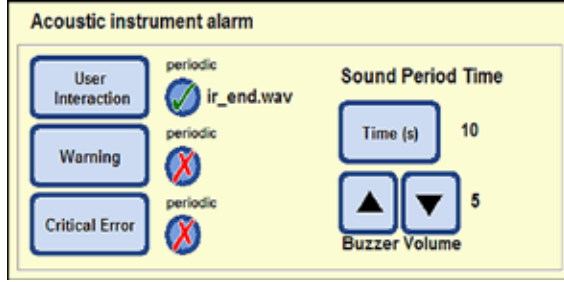 Acoustic instrument alarm
User
Interaction
periodic
ir_end.wav
Warning
periodic
Critical Error
periodic
Sound Period Time
Time (s)
10
5
Buzzer Volume